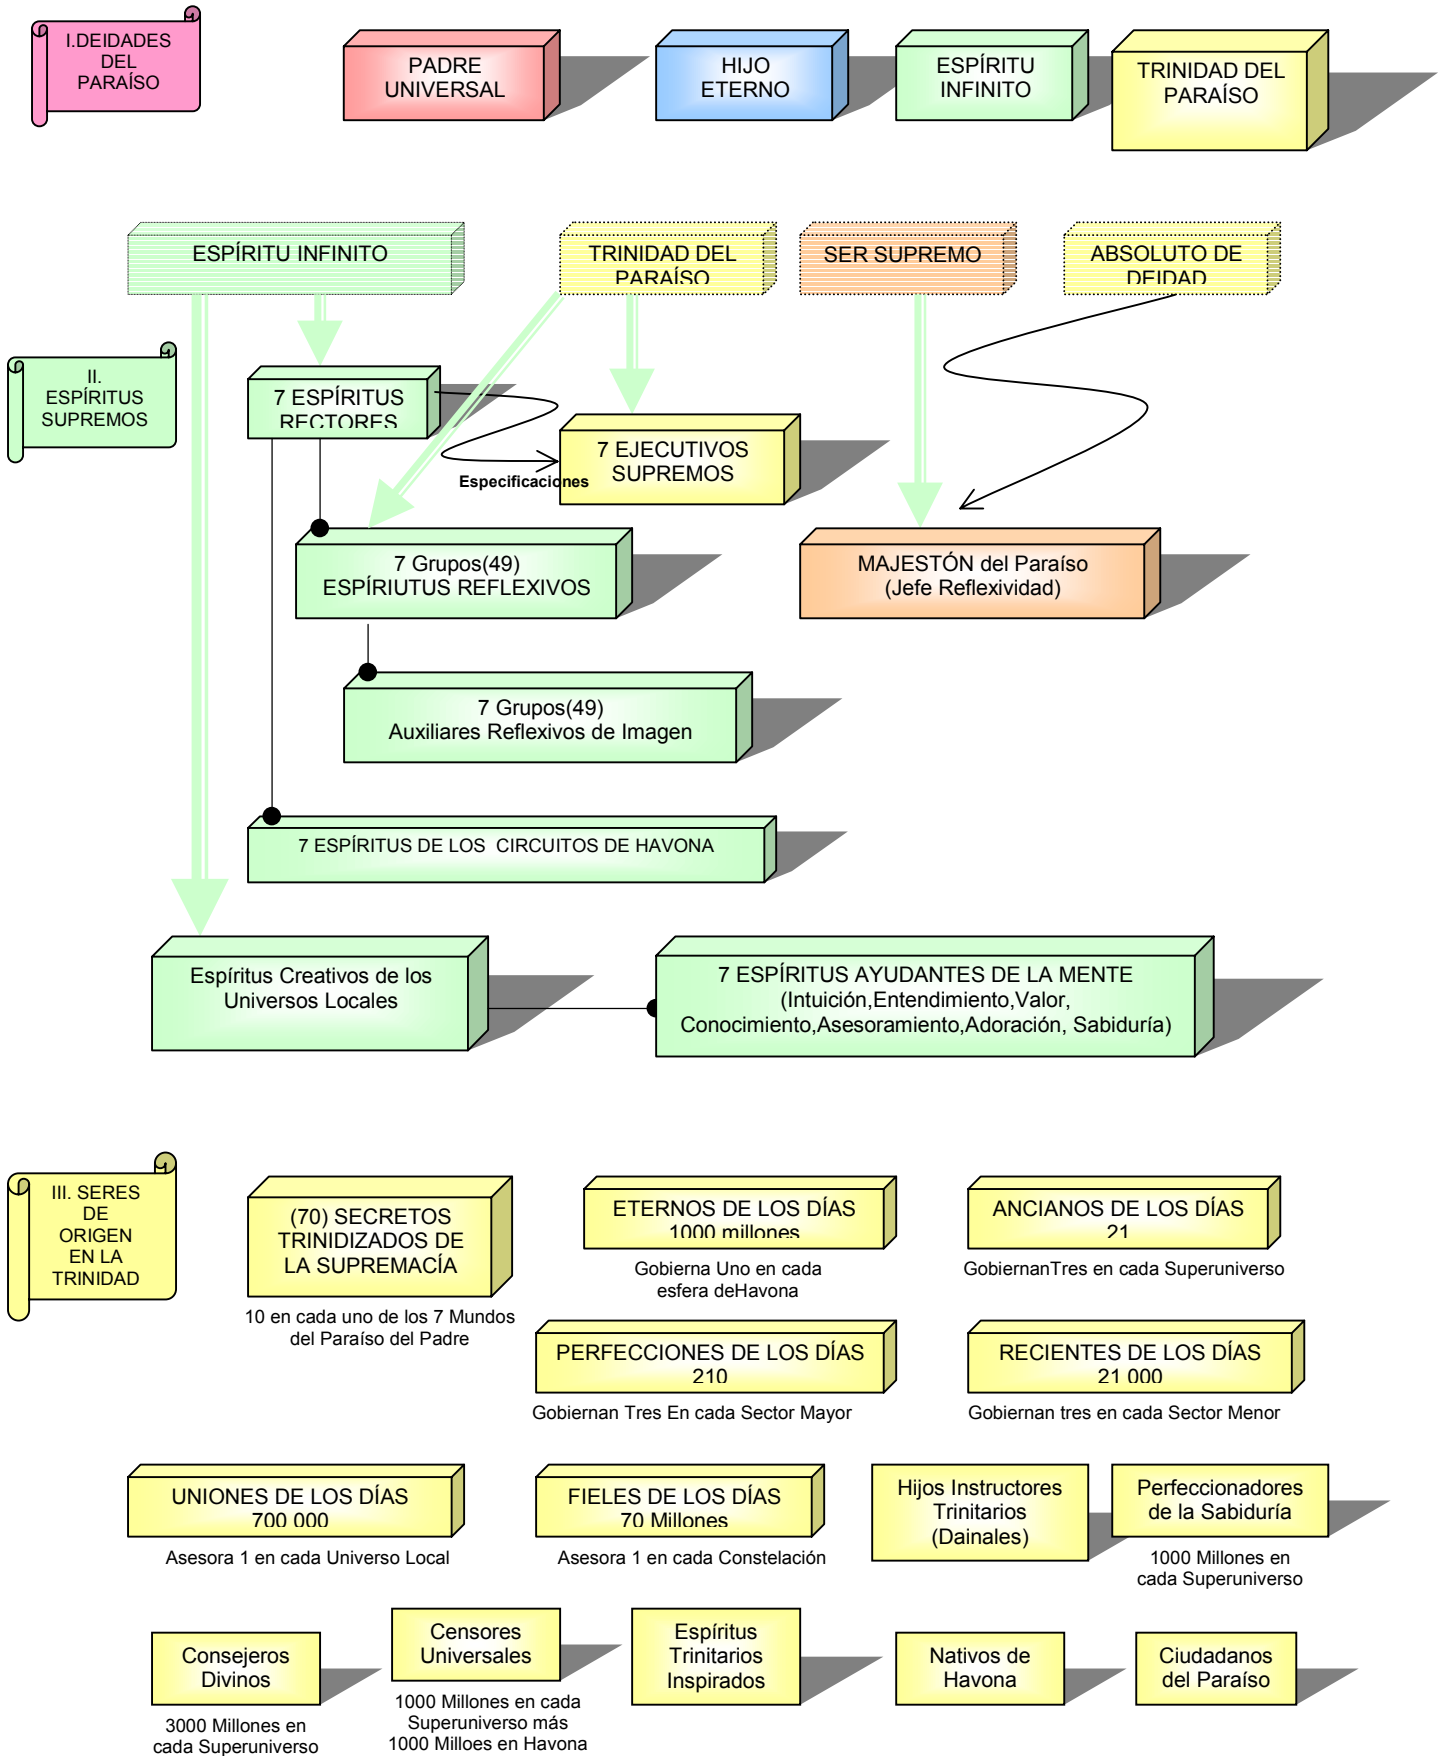 I.DEIDADES
DEL
PARAÍSO
PADRE
UNIVERSAL
HIJO
ETERNO
ESPÍRITU
INFINITO
TRINIDAD DEL
PARAÍSO
ESPÍRITU INFINITO
TRINIDAD DEL
PARAÍSO
SER SUPREMO
ABSOLUTO DE
DEIDAD
II.
ESPÍRITUS
SUPREMOS
7 ESPÍRITUS
RECTORES
7 EJECUTIVOS
SUPREMOS
Especificaciones
7 Grupos(49)
ESPÍRIUTUS REFLEXIVOS
MAJESTÓN del Paraíso
(Jefe Reflexividad)
7 Grupos(49)
Auxiliares Reflexivos de Imagen
7 ESPÍRITUS DE LOS CIRCUITOS DE HAVONA
Espíritus Creativos de los
Universos Locales
7 ESPÍRITUS AYUDANTES DE LA MENTE
(Intuición,Entendimiento,Valor,
Conocimiento,Asesoramiento,Adoración, Sabiduría)
III. SERES
DE
ORIGEN
EN LA
TRINIDAD
(70) SECRETOS
TRINIDIZADOS DE
LA SUPREMACÍA
10 en cada uno de los 7 Mundos
del Paraíso del Padre
ETERNOS DE LOS DÍAS
1000 millones
Gobierna Uno en cada
esfera deHavona
ANCIANOS DE LOS DÍAS
21
GobiernanTres en cada Superuniverso
PERFECCIONES DE LOS DÍAS
210
Gobiernan Tres En cada Sector Mayor
RECIENTES DE LOS DÍAS
21 000
Gobiernan tres en cada Sector Menor
UNIONES DE LOS DÍAS
700 000
Asesora 1 en cada Universo Local
FIELES DE LOS DÍAS
70 Millones
Asesora 1 en cada Constelación
Hijos Instructores
Trinitarios
(Dainales)
Perfeccionadores
de la Sabiduría
1000 Millones en
cada Superuniverso
Consejeros
Divinos
3000 Millones en
cada Superuniverso
Censores
Universales
1000 Millones en cada
Superuniverso más
1000 Milloes en Havona
Espíritus
Trinitarios
Inspirados
Nativos de
Havona
Ciudadanos
del Paraíso